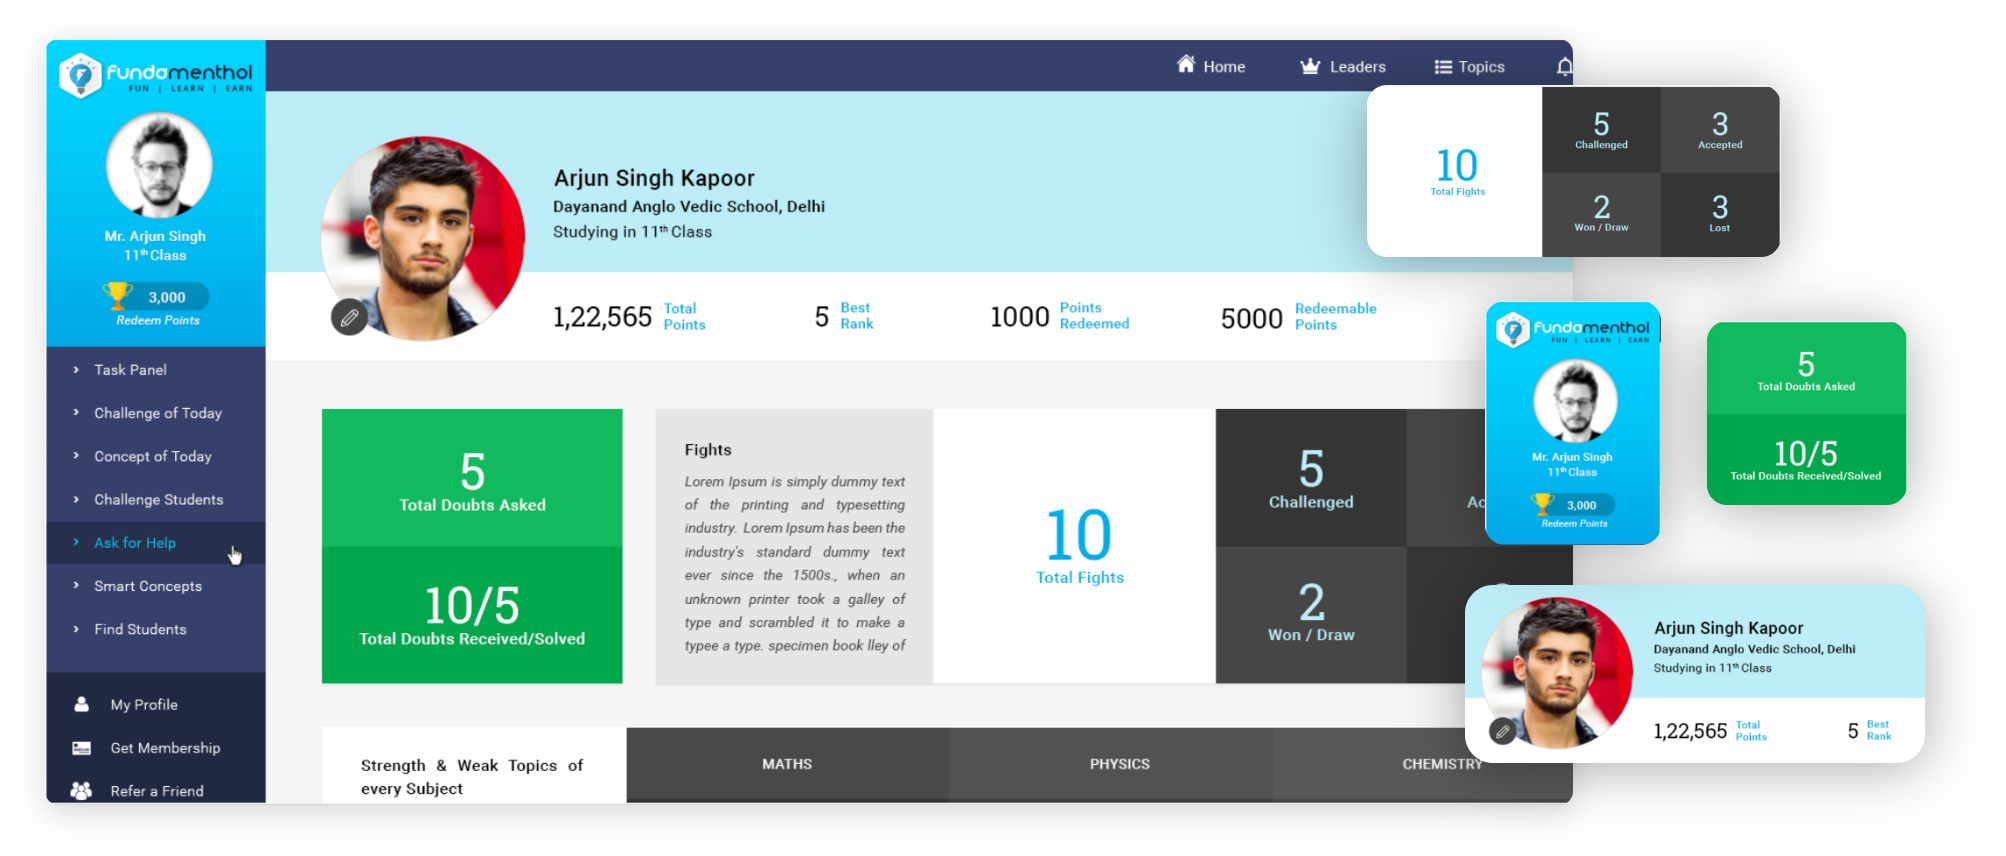 Fundamenthol
FUN | LEARN | EARN
Mr. Arjun Singh
11th Class
3,000
Redeem Points
Task Panel
Challenge of Today
Concept of Today
Challenge Students
Ask for Help
Smart Concepts
Find Students
My Profile
Get Membership
Refer a Friend
Home
Leaders
Topics
Arjun Singh Kapoor
Dayanand Anglo Vedic School, Delhi
Studying in 11th Class
1,22,565 Total Points
5 Best Rank
1000 Points Redeemed
5000 Redeemable Points
5
Total Doubts Asked
10/5
Total Doubts Received/Solved
Fights
Lorem Ipsum is simply dummy text
of the printing and typesetting
industry. Lorem Ipsum has been the
industry's standard dummy text
ever since the 1500s., when an
unknown printer took a galley of
type and scrambled it to make a
typee a type. specimen book lley of
10
Total Fights
5
Challenged
Ac
2
Won / Draw
Strength & Weak Topics of
every Subject
MATHS
PHYSICS
CHEMISTRY
10
Total Fights
5
Challenged
3
Accepted
2
Won / Draw
3
Lost
Fundamenthol
FUN | LEARN | EARN
Mr. Arjun Singh
11th Class
3,000
Redeem Points
5
Total Doubts Asked
10/5
Total Doubts Received/Solved
Arjun Singh Kapoor
Dayanand Anglo Vedic School, Delhi
Studying in 11th Class
1,22,565 Total Points
5 Best Rank